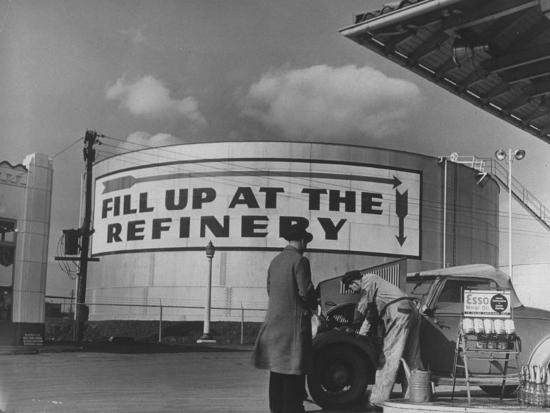 FILL UP AT THE
REFINERY
Esso